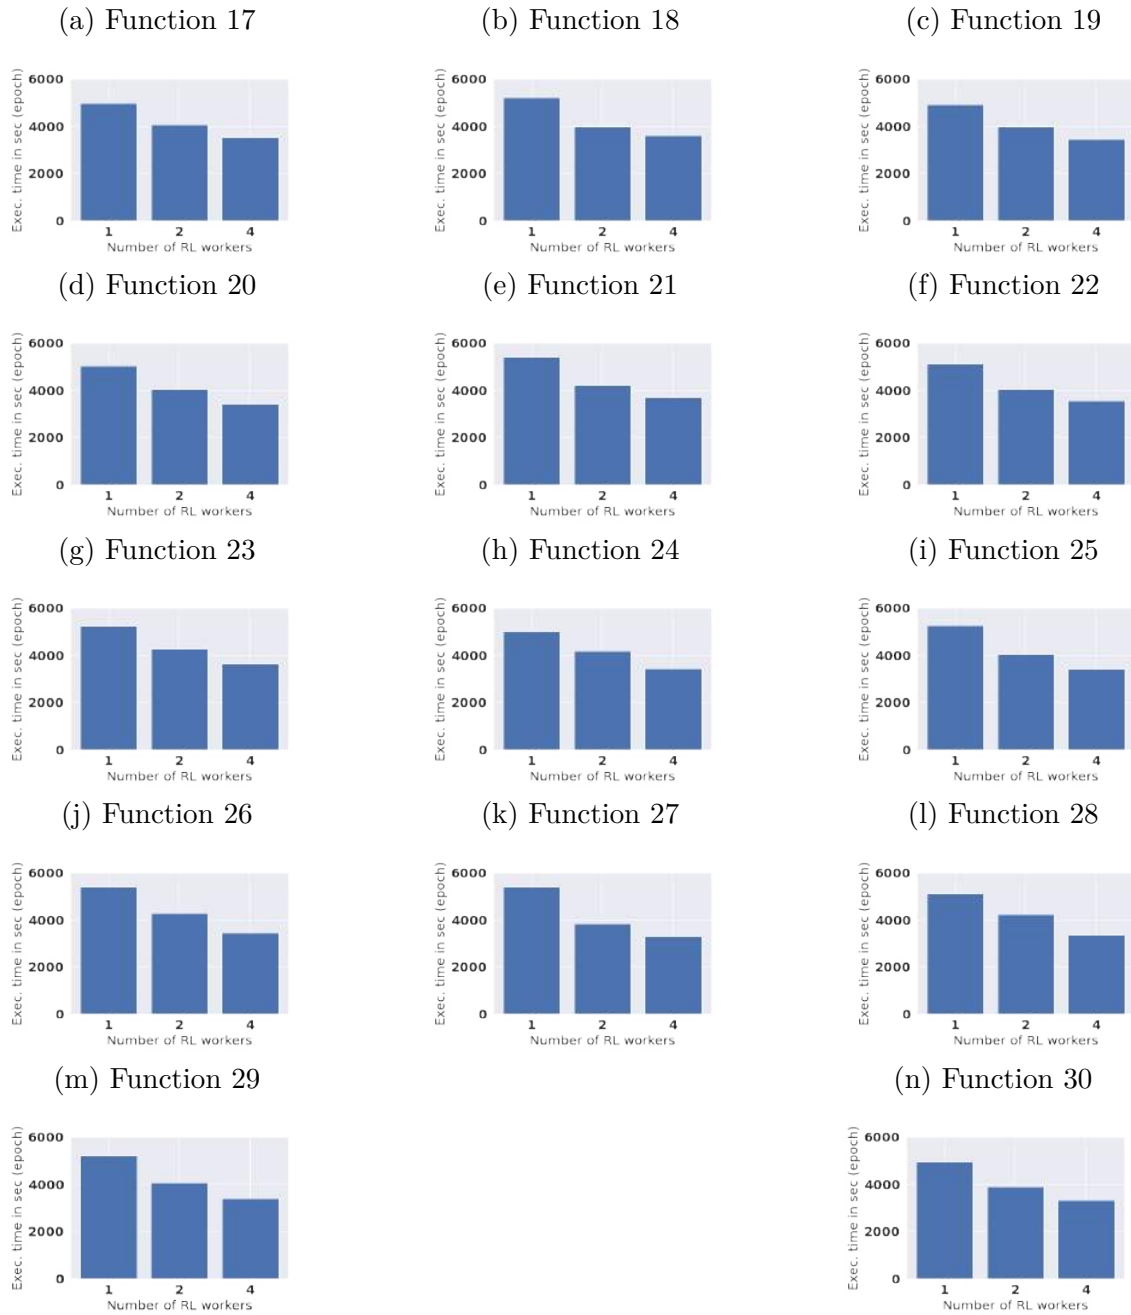 (a) Function 17
(b) Function 18
(c) Function 19
Exec. time in sec (epoch)
6000
4000
2000
0
1 2 4
Number of RL workers
Exec. time in sec (epoch)
6000
4000
2000
0
1 2 4
Number of RL workers
Exec. time in sec (epoch)
6000
4000
2000
0
1 2 4
Number of RL workers
(d) Function 20
(e) Function 21
(f) Function 22
Exec. time in sec (epoch)
6000
4000
2000
0
1 2 4
Number of RL workers
Exec. time in sec (epoch)
6000
4000
2000
0
1 2 4
Number of RL workers
Exec. time in sec (epoch)
6000
4000
2000
0
1 2 4
Number of RL workers
(g) Function 23
(h) Function 24
(i) Function 25
Exec. time in sec (epoch)
6000
4000
2000
0
1 2 4
Number of RL workers
Exec. time in sec (epoch)
6000
4000
2000
0
1 2 4
Number of RL workers
Exec. time in sec (epoch)
6000
4000
2000
0
1 2 4
Number of RL workers
(j) Function 26
(k) Function 27
(l) Function 28
Exec. time in sec (epoch)
6000
4000
2000
0
1 2 4
Number of RL workers
Exec. time in sec (epoch)
6000
4000
2000
0
1 2 4
Number of RL workers
Exec. time in sec (epoch)
6000
4000
2000
0
1 2 4
Number of RL workers
(m) Function 29
(n) Function 30
Exec. time in sec (epoch)
6000
4000
2000
0
1 2 4
Number of RL workers
Exec. time in sec (epoch)
6000
4000
2000
0
1 2 4
Number of RL workers